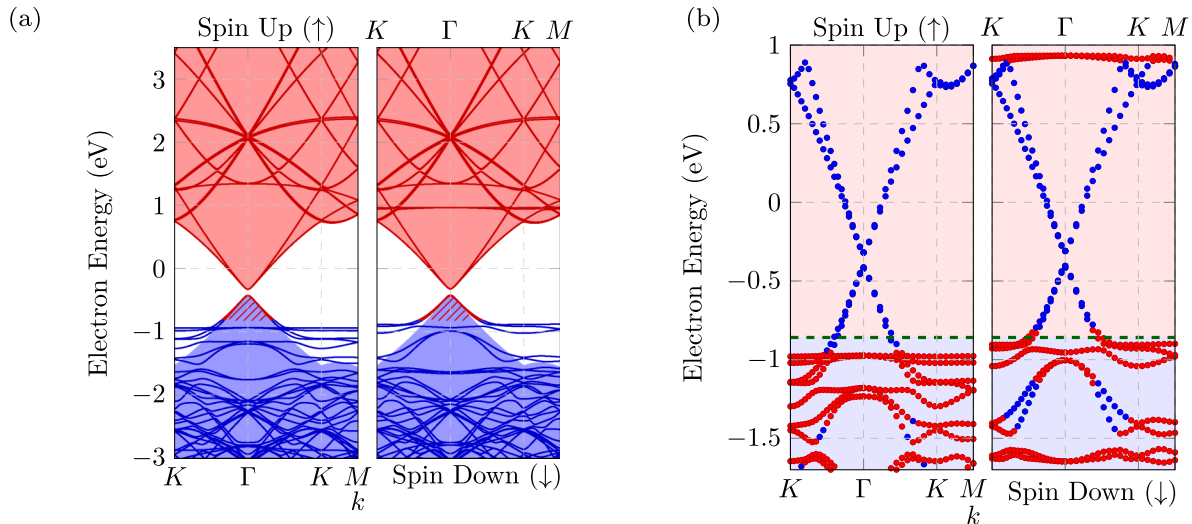 (a)
Spin Up (↑)
K Γ K M
3
2
1
0
−1
−2
−3
Electron Energy (eV)
K Γ K M
k
Spin Down (↓)
(b)
Spin Up (↑)
K Γ K M
1
0.5
0
−0.5
−1
−1.5
Electron Energy (eV)
K Γ K M
k
Spin Down (↓)